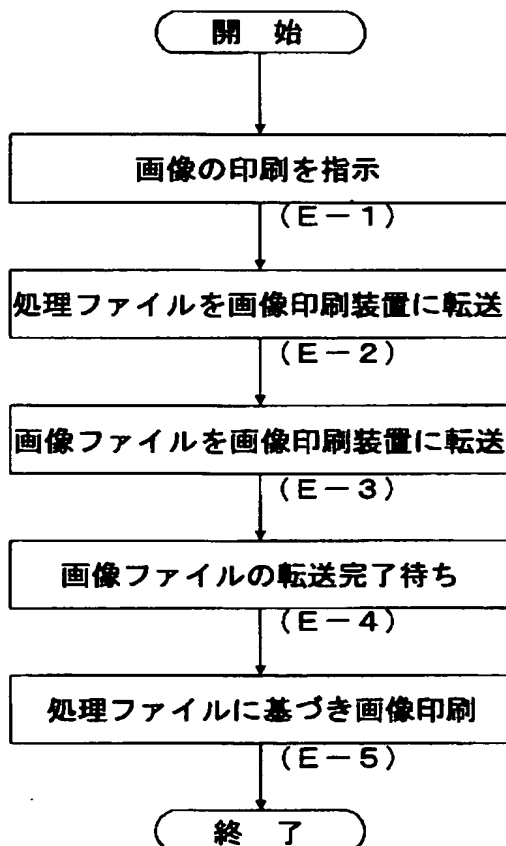 開 始
画像の印刷を指示
(E-1)
処理ファイルを画像印刷装置に転送
(E-2)
画像ファイルを画像印刷装置に転送
(E-3)
画像ファイルの転送完了待ち
(E-4)
処理ファイルに基づき画像印刷
(E-5)
終 了